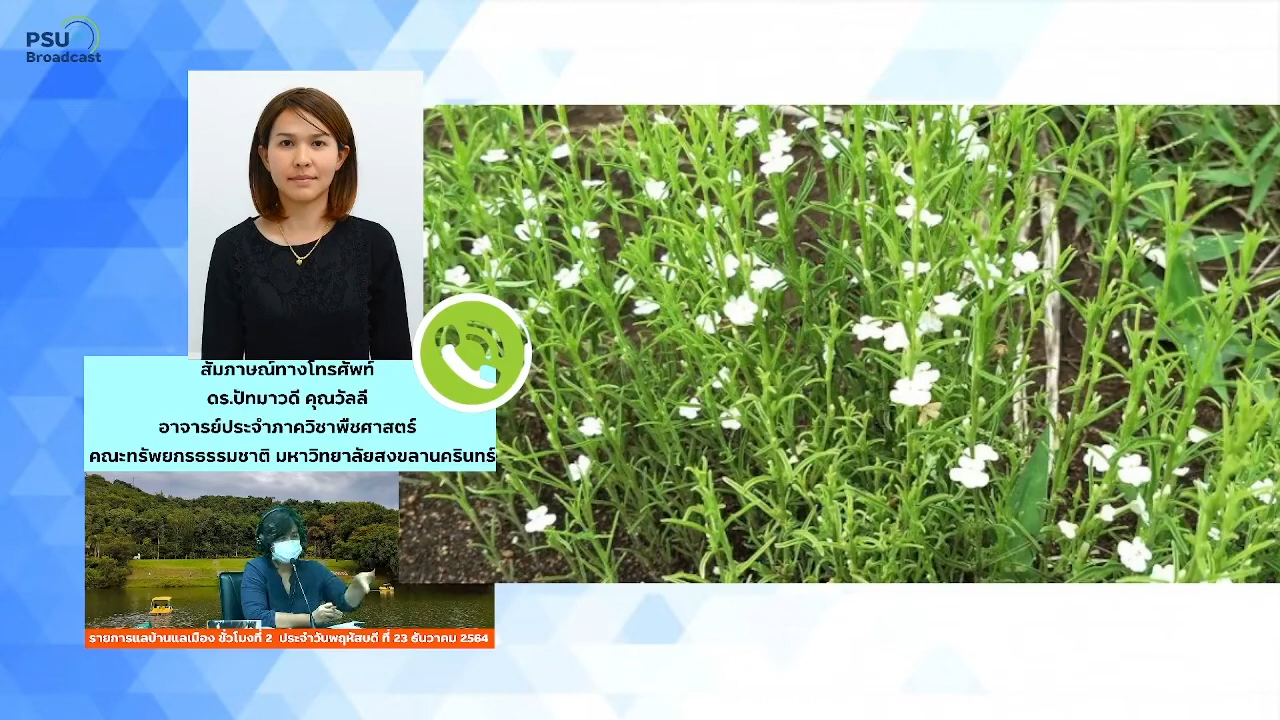 PSU
Broadcast
สัมภาษณ์ทางโทรศัพท์
ดร.ปัทมาวดี คุณวัลลี
อาจารย์ประจำภาควิชาพืชศาสตร์
คณะทรัพยกรธรรมชาติ มหาวิทยาลัยสงขลานครินทร์
รายการแลบ้านแลเมือง ชั่วโมงที่ 2 ประจำวันพฤหัสบดี ที่ 23 ธันวาคม 2564